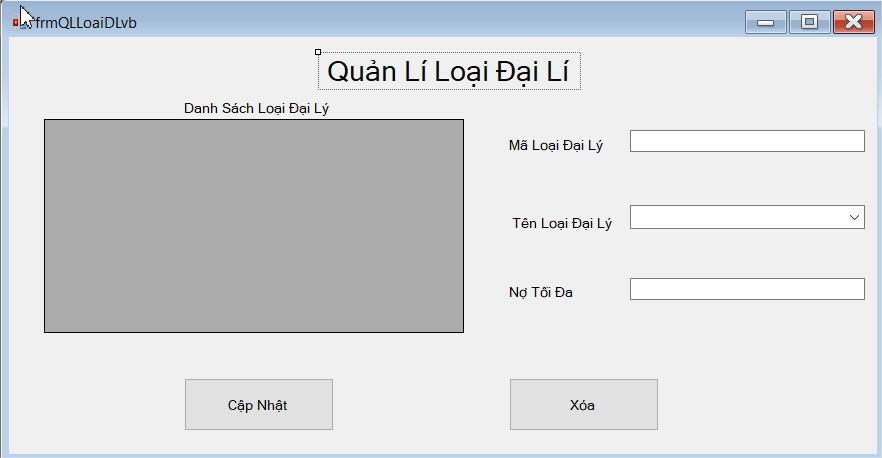 frmQLLoaiDLvb
Quản Lí Loại Đại Lí
Danh Sách Loại Đại Lý
Mã Loại Đại Lý
Tên Loại Đại Lý
Nợ Tối Đa
Cập Nhật
Xóa